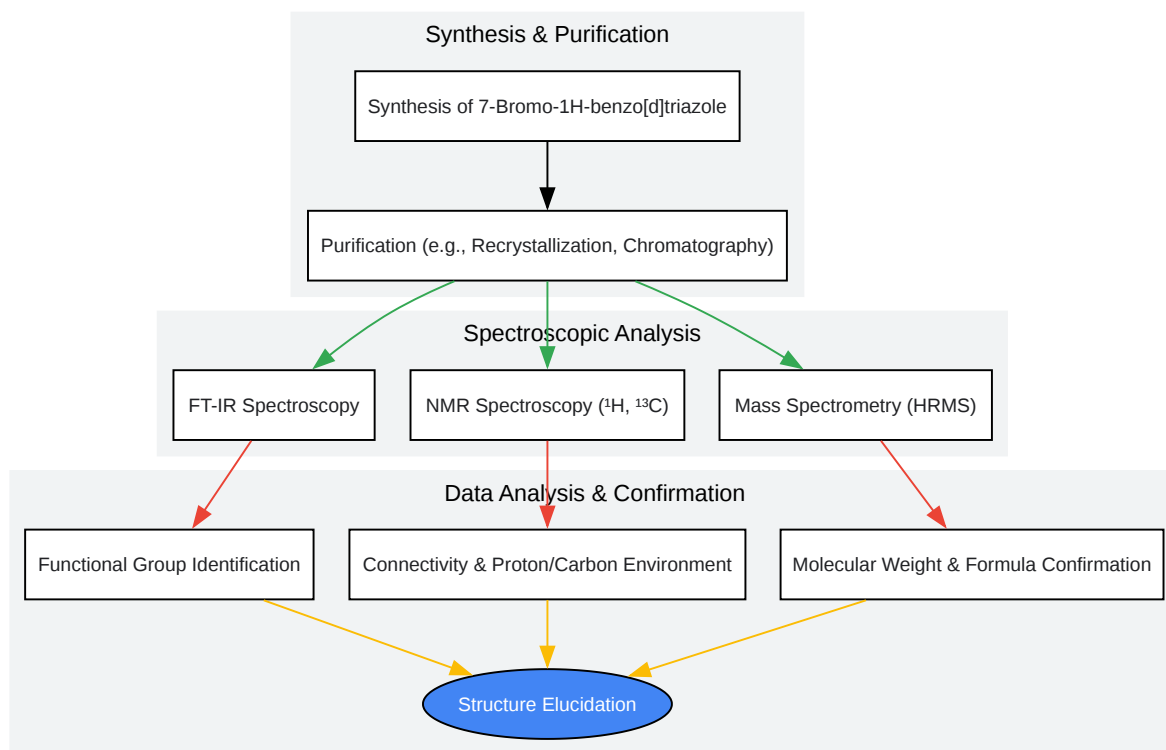 Synthesis & Purification
Synthesis of 7-Bromo-1H-benzo[d]triazole
Purification (e.g., Recrystallization, Chromatography)
Spectroscopic Analysis
FT-IR Spectroscopy
NMR Spectroscopy (¹H, ¹³C)
Mass Spectrometry (HRMS)
Data Analysis & Confirmation
Functional Group Identification
Connectivity & Proton/Carbon Environment
Molecular Weight & Formula Confirmation
Structure Elucidation